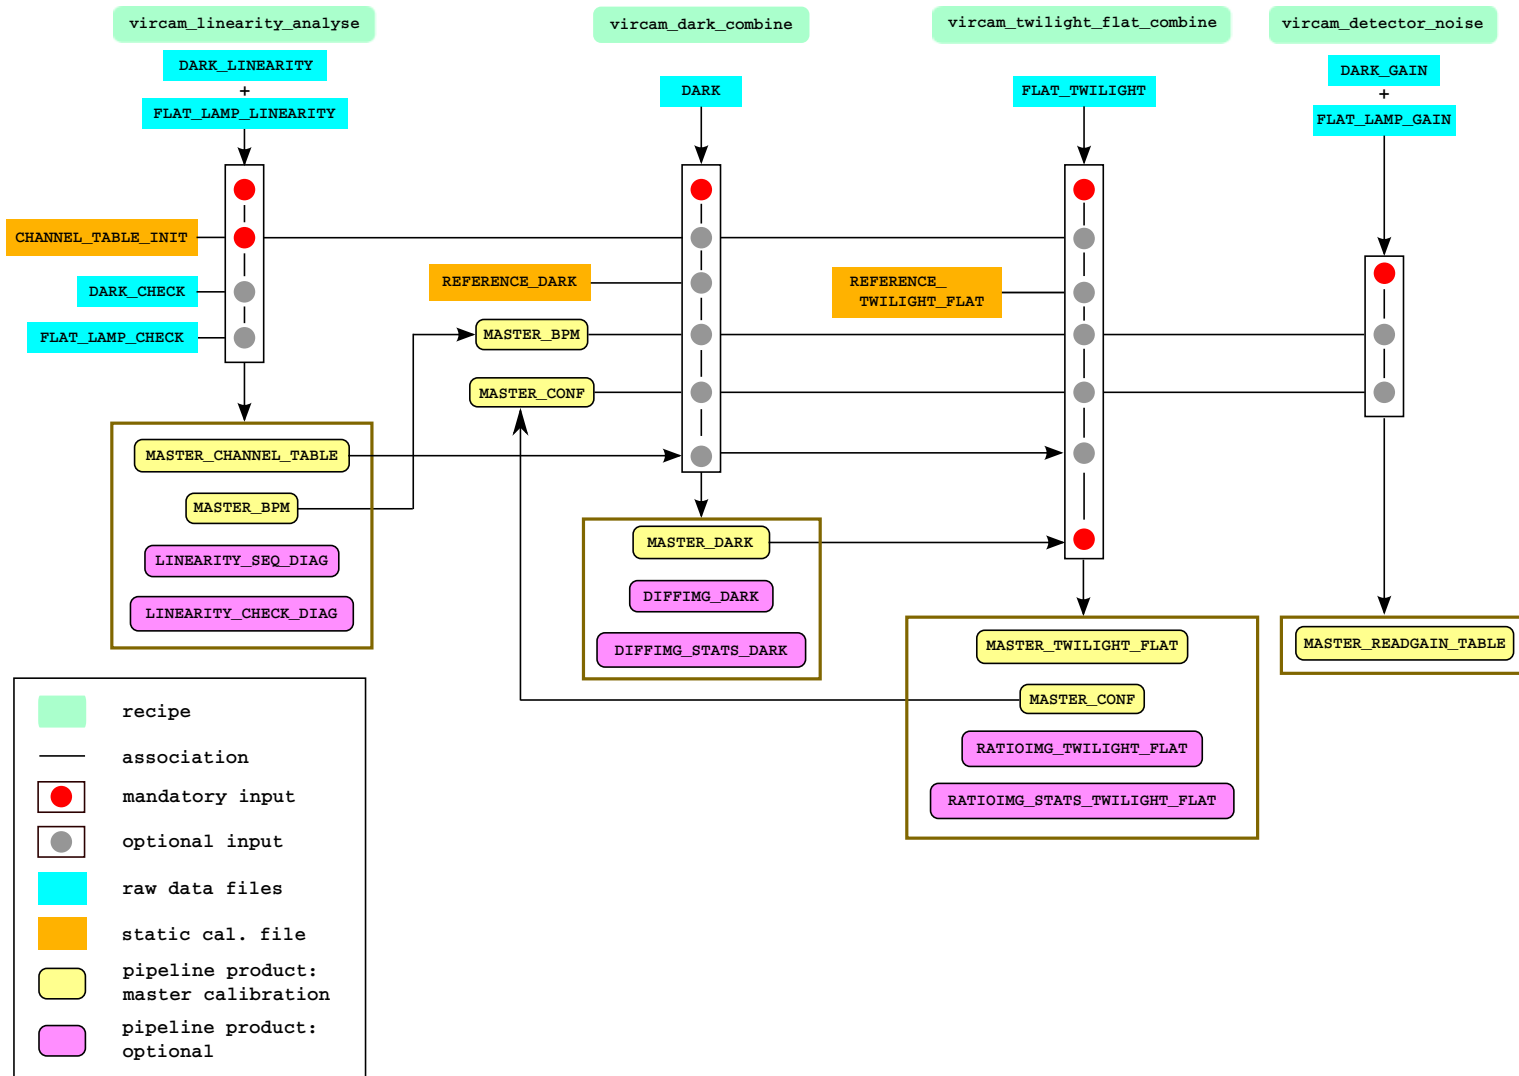 vircam_linearity_analyse
vircam_dark_combine
vircam_twilight_flat_combine
vircam_detector_noise
DARK_LINEARITY
+
FLAT_LAMP_LINEARITY
DARK
FLAT_TWILIGHT
DARK_GAIN
+
FLAT_LAMP_GAIN
CHANNEL_TABLE_INIT
DARK_CHECK
FLAT_LAMP_CHECK
REFERENCE_DARK
MASTER_BPM
MASTER_CONF
REFERENCE_
TWILIGHT_FLAT
MASTER_CHANNEL_TABLE
MASTER_BPM
LINEARITY_SEQ_DIAG
LINEARITY_CHECK_DIAG
MASTER_DARK
DIFFIMG_DARK
DIFFIMG_STATS_DARK
MASTER_TWILIGHT_FLAT
MASTER_CONF
RATIOIMG_TWILIGHT_FLAT
RATIOIMG_STATS_TWILIGHT_FLAT
MASTER_READGAIN_TABLE
recipe
association
mandatory input
optional input
raw data files
static cal. file
pipeline product:
master calibration
pipeline product:
optional